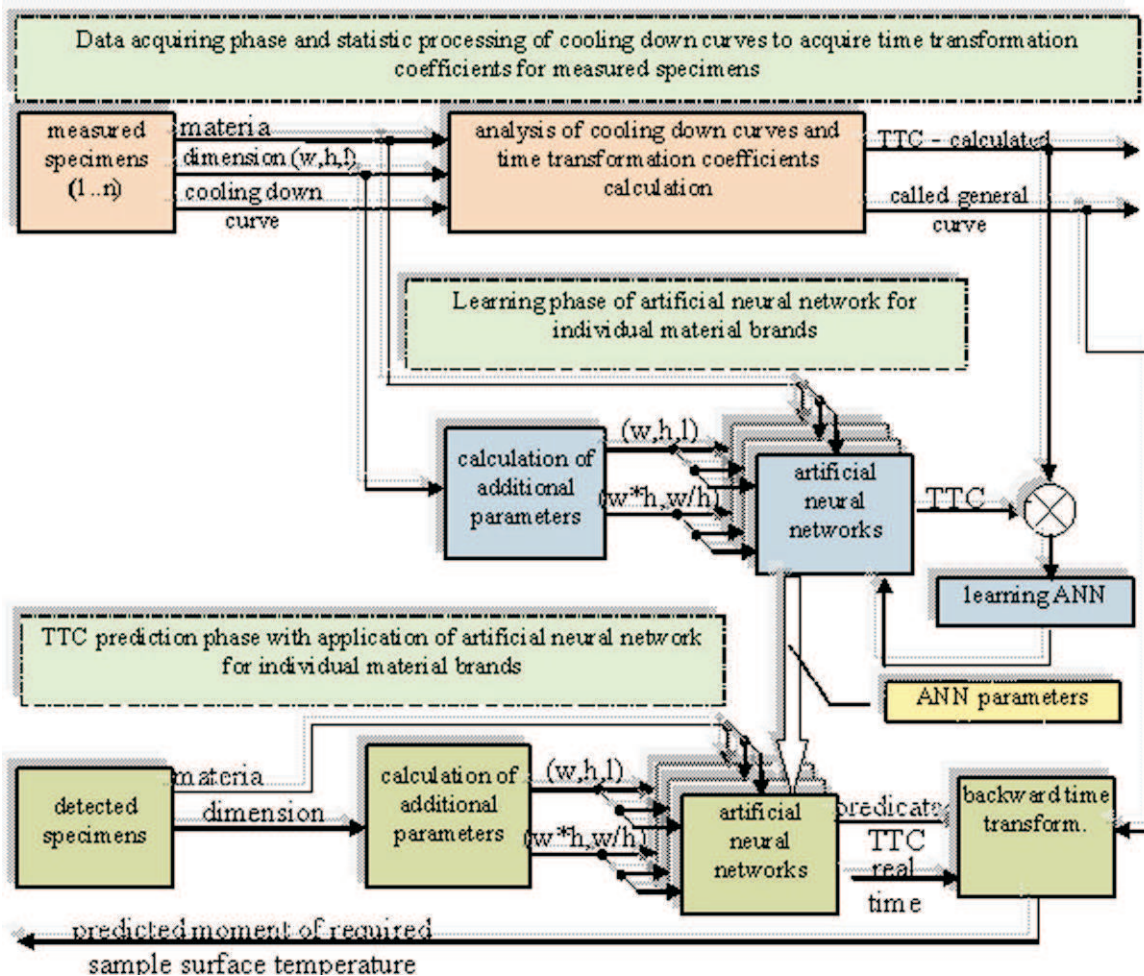 Data acquiring phase and statistic processing of cooling down curves to acquire time transformation
coefficients for measured specimens
measured
specimens
(1..n)
materia
dimension (w,h,l)
cooling down
curve
analysis of cooling down curves and
time transformation coefficients
calculation
TTC - calculated
called general
curve
Learning phase of artificial neural network for
individual material brands
calculation of
additional
parameters
(w,h,l)
(w*h,w/h)
artificial
neural
networks
TTC
learning ANN
TTC prediction phase with application of artificial neural network
for individual material brands
ANN parameters
detected
specimens
materia
dimension
calculation of
additional
parameters
(w,h,l)
(w*h,w/h)
artificial
neural
networks
predicated
TTC
real
time
backward time
transform.
predicted moment of required
sample surface temperature